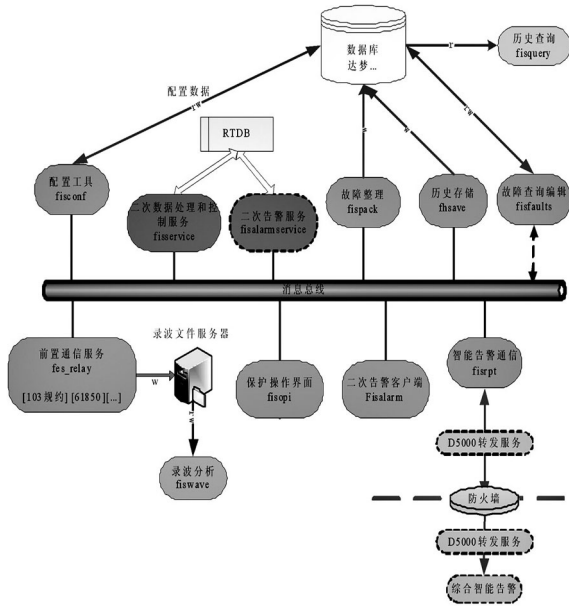 数据库
达梦...
r
历史查询
fisquery
配置数据
rw
RTDB
w
w
rw
配置工具
fisconf
二次数据处理和控
制服务
fisservice
二次告警服务
fisalarmservice
故障整理
fispack
历史存储
fhsave
故障查询编辑
fisfaults
消息总线
前置通信服务
fes_relay
[103规约] [61850][...]
w
录波文件服务器
rw
录波分析
fiswave
保护操作界面
fisopi
二次告警客户端
Fisalarm
智能告警通信
fisrpt
D5000转发服务
防火墙
D5000转发服务
综合智能告警